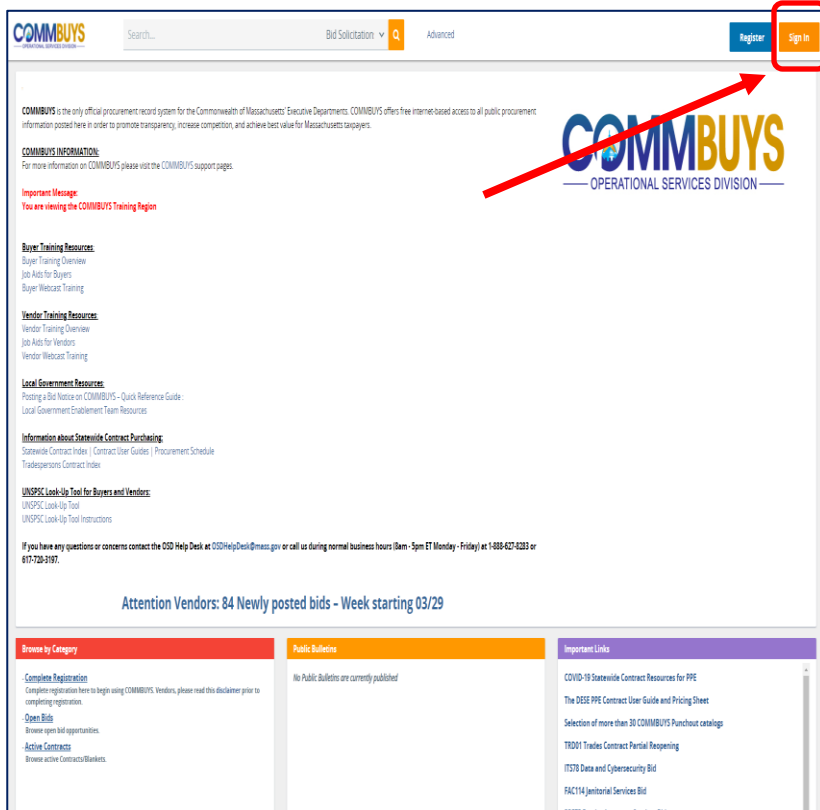 COMMBUYS
OPERATIONAL SERVICES DIVISION
Search...
Bid Solicitation
Advanced
Register
Sign In
COMMBUYS is the only official procurement record system for the Commonwealth of Massachusetts' Executive Departments. COMMBUYS offers free internet-based access to all public procurement
information posted here in order to promote transparency, increase competition, and achieve best value for Massachusetts taxpayers.
COMMBUYS
OPERATIONAL SERVICES DIVISION
COMMBUYS INFORMATION:
For more information on COMMBUYS please visit the COMMBUYS support pages.
Important Message:
You are viewing the COMMBUYS Training Region
Buyer Training Resources:
Buyer Training Overview
Job Aids for Buyers
Buyer Webcast Training
Vendor Training Resources:
Vendor Training Overview
Job Aids for Vendors
Vendor Webcast Training
Local Government Resources:
Posting a Bid Notice on COMMBUYS – Quick Reference Guide :
Local Government Enablement Team Resources
Information about Statewide Contract Purchasing:
Statewide Contract Index | Contract User Guides | Procurement Schedule
Tradespersons Contract Index
UNSPSC Look-Up Tool for Buyers and Vendors:
UNSPSC Look-Up Tool
UNSPSC Look-Up Tool Instructions
If you have any questions or concerns contact the OSD Help Desk at OSDHelpDesk@mass.gov or call us during normal business hours (8am - 5pm ET Monday - Friday) at 1-888-627-8283 or
617-720-3197.
Attention Vendors: 84 Newly posted bids – Week starting 03/29
Browse by Category
- Complete Registration
Complete registration here to begin using COMMBUYS. Vendors, please read this disclaimer prior to
completing registration.
- Open Bids
Browse open bid opportunities.
- Active Contracts
Browse active Contracts/Blankets.
Public Bulletins
No Public Bulletins are currently published
Important Links
COVID-19 Statewide Contract Resources for PPE
The DESE PPE Contract User Guide and Pricing Sheet
Selection of more than 30 COMMBUYS Punchout catalogs
TRD01 Trades Contract Partial Reopening
ITS78 Data and Cybersecurity Bid
FAC114 Janitorial Services Bid